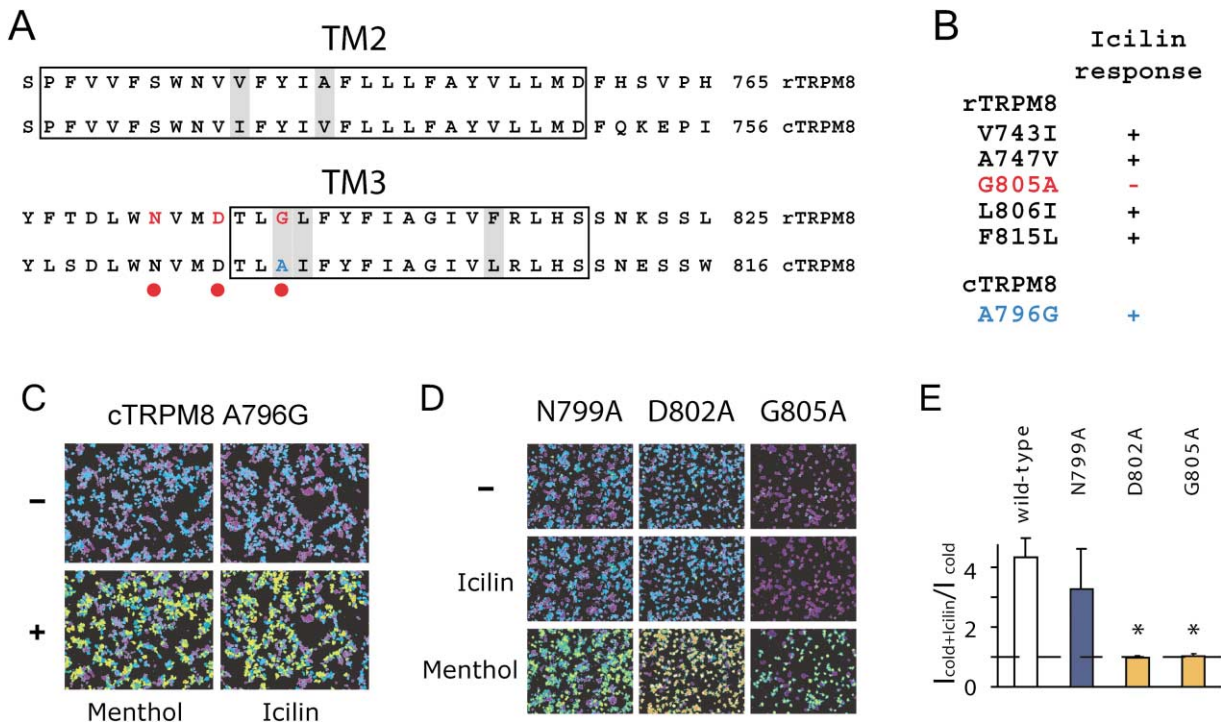 A
TM2
S P F V V F S W N V V F Y I A F L L L F A Y V L L M D F H S V P H 765 rTRPM8
S P F V V F S W N V I F Y I V F L L L F A Y V L L M D F Q K E P I 756 cTRPM8
TM3
Y F T D L W N V M D T L G L F Y F I A G I V F R L H S S N K S S L 825 rTRPM8
Y L S D L W N V M D T L A I F Y F I A G I V L R L H S S N E S S W 816 cTRPM8
B
Icilin
response
rTRPM8
V743I +
A747V +
G805A -
L806I +
F815L +
cTRPM8
A796G +
C
cTRPM8 A796G
−
+
Menthol Icilin
D
N799A D802A G805A
−
Icilin
Menthol
E
wild-type
N799A
D802A
G805A
Icold+Icilin/I cold
4
2
1
0
* *